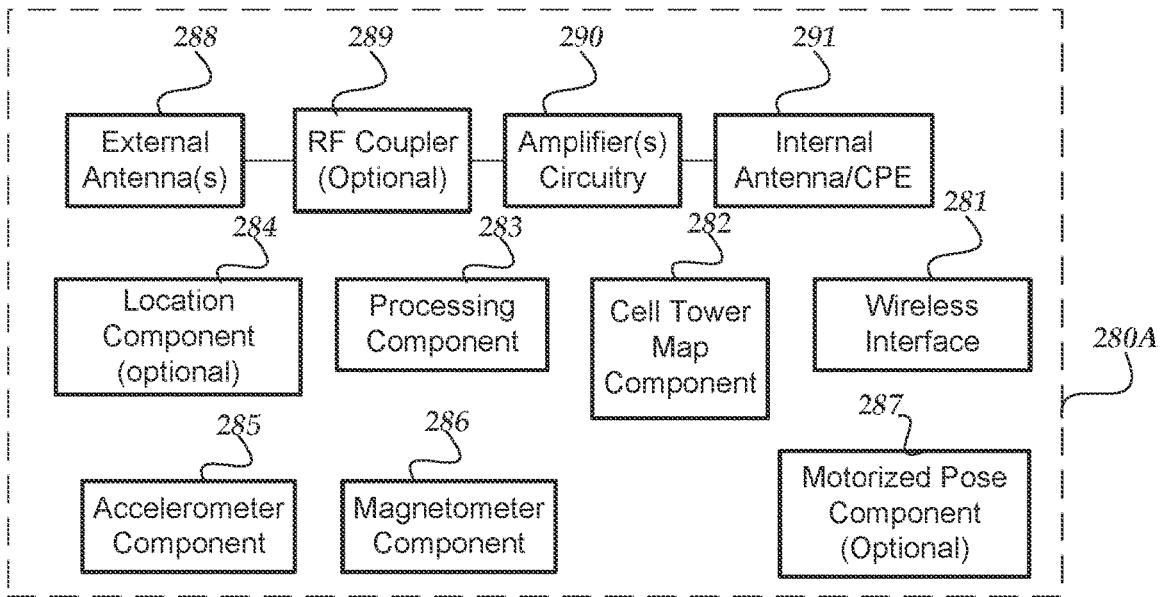 288
289
290
291
External
Antenna(s)
RF Coupler
(Optional)
Amplifier(s)
Circuitry
Internal
Antenna/CPE
284
283
282
281
Location
Component
(optional)
Processing
Component
Cell Tower
Map
Component
Wireless
Interface
280A
285
286
287
Accelerometer
Component
Magnetometer
Component
Motorized Pose
Component
(Optional)